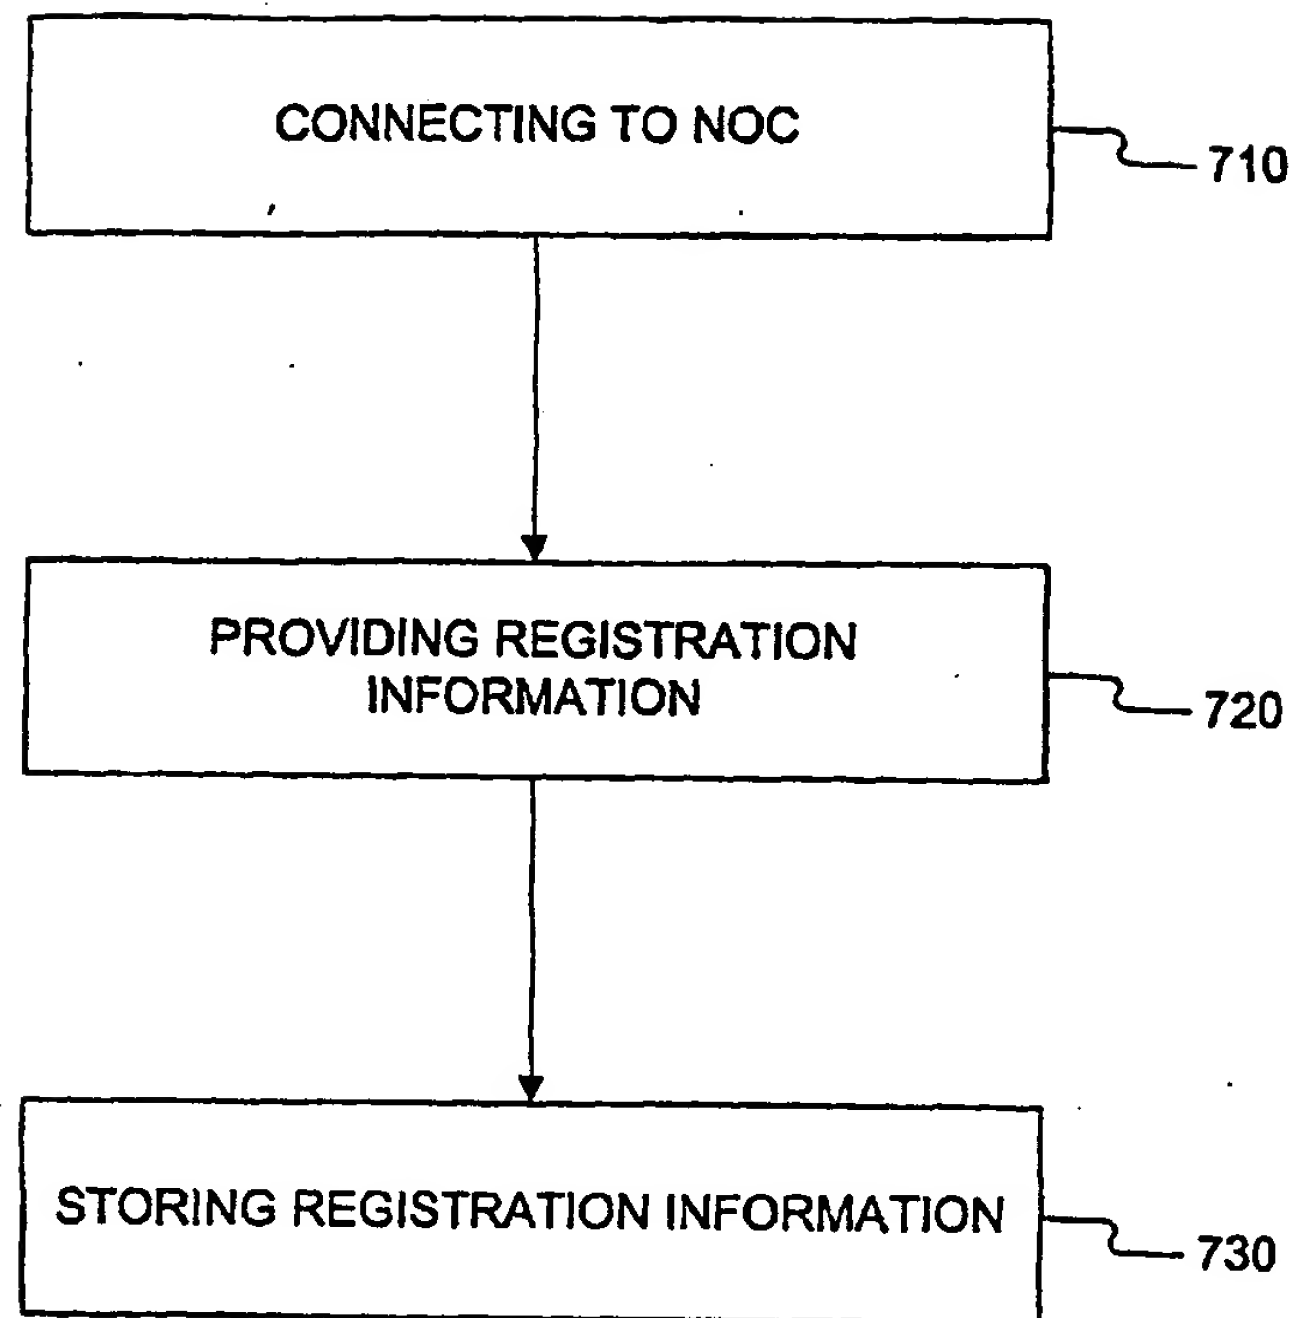 CONNECTING TO NOC
710
PROVIDING REGISTRATION
INFORMATION
720
STORING REGISTRATION INFORMATION
730